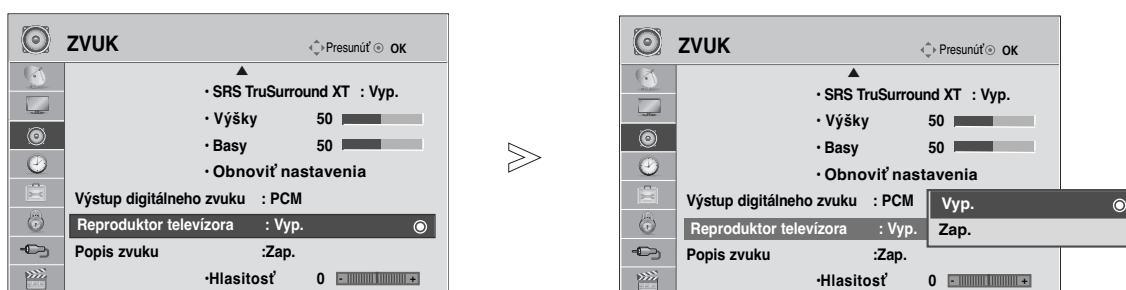 ZVUK
Presunúť OK
• SRS TruSurround XT : Vyp.
• Výšky 50
• Basy 50
• Obnoviť nastavenia
Výstup digitálneho zvuku : PCM
Reproduktor televízora : Vyp.
Popis zvuku :Zap.
•Hlasitosť 0 - +
>
ZVUK
Presunúť OK
• SRS TruSurround XT : Vyp.
• Výšky 50
• Basy 50
• Obnoviť nastavenia
Výstup digitálneho zvuku : PCM
Reproduktor televízora : Vyp.
Popis zvuku :Zap.
•Hlasitosť 0 - +
Vyp.
Zap.